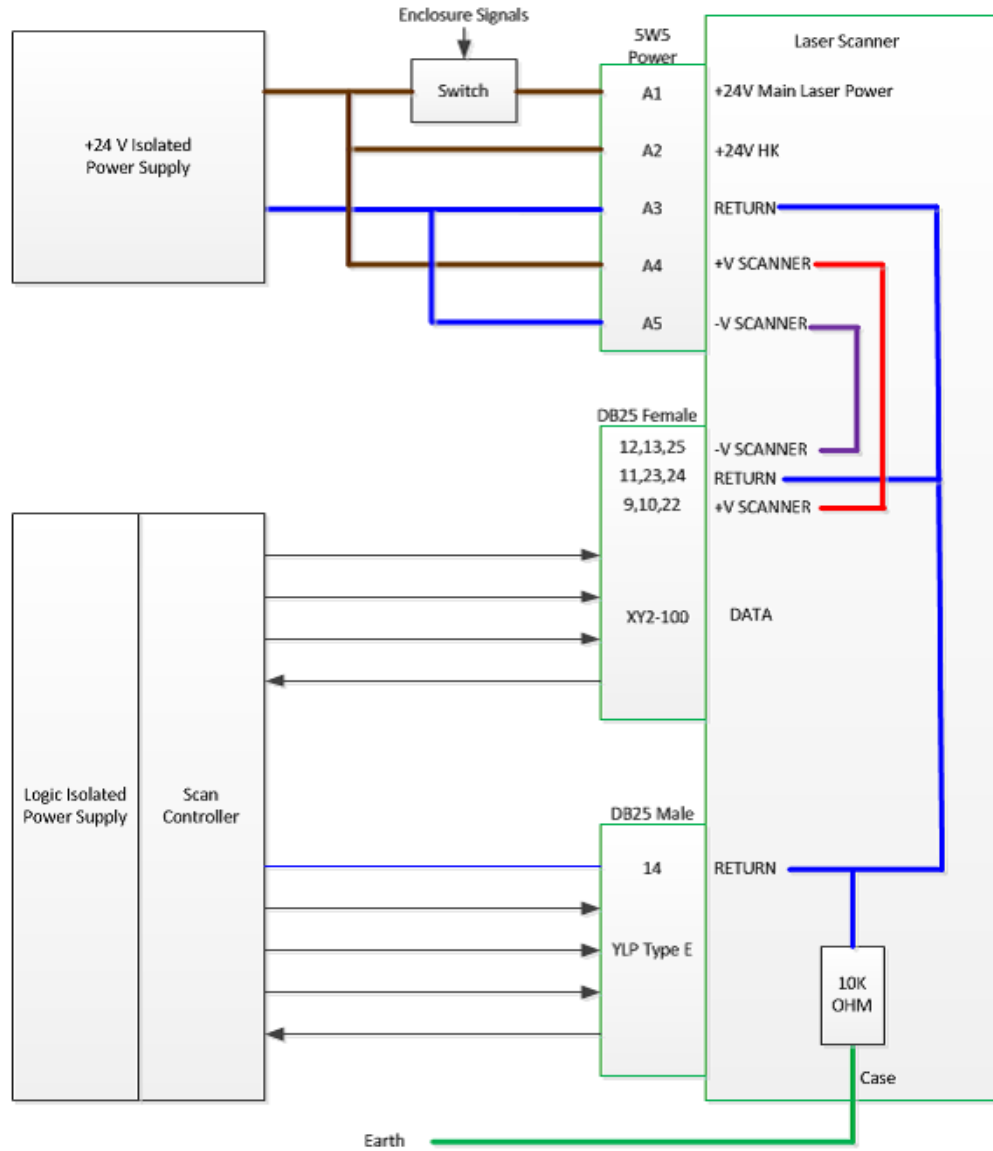 Enclosure Signals
5W5
Power
Laser Scanner
+24 V Isolated
Power Supply
Switch
A1
+24V Main Laser Power
A2
+24V HK
A3
RETURN
A4
+V SCANNER
A5
-V SCANNER
DB25 Female
12,13,25
-V SCANNER
11,23,24
RETURN
9,10,22
+V SCANNER
XY2-100
DATA
Logic Isolated
Power Supply
Scan
Controller
DB25 Male
14
RETURN
YLP Type E
10K
OHM
Case
Earth